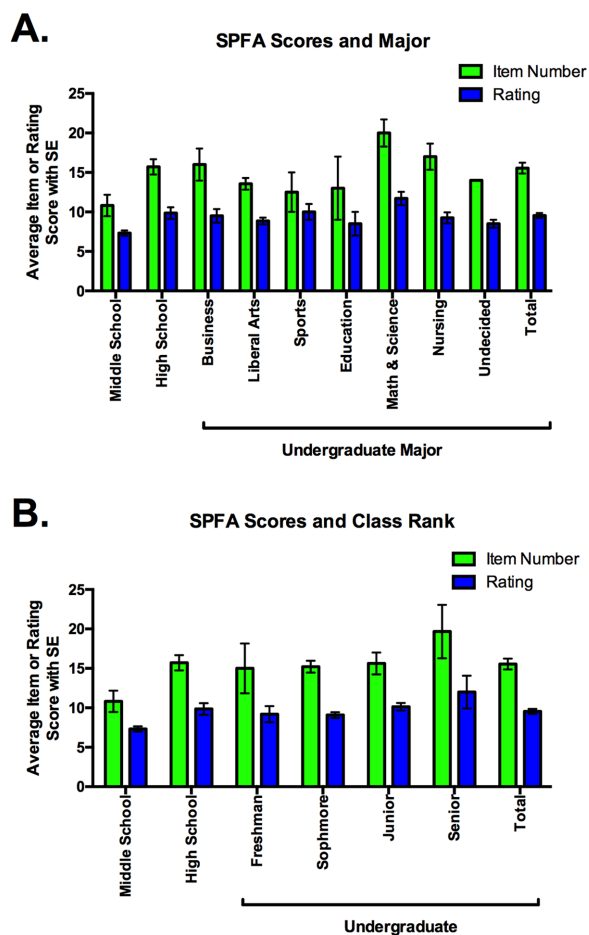 A.
SPFA Scores and Major
Item Number
Rating
Average Item or Rating
Score with SE
25
20
15
10
5
0
Middle School
High School
Business
Liberal Arts
Sports
Education
Math & Science
Nursing
Undecided
Total
Undergraduate Major
B.
SPFA Scores and Class Rank
Item Number
Rating
Average Item or Rating
Score with SE
25
20
15
10
5
0
Middle School
High School
Freshman
Sophmore
Junior
Senior
Total
Undergraduate